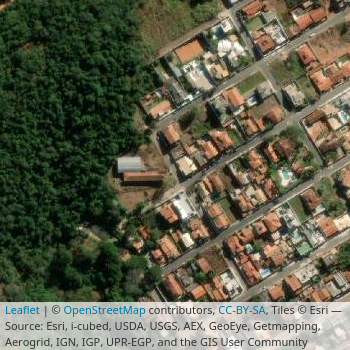 Leaflet | © OpenStreetMap contributors, CC-BY-SA, Tiles © Esri —
Source: Esri, i-cubed, USDA, USGS, AEX, GeoEye, Getmapping,
Aerogrid, IGN, IGP, UPR-EGP, and the GIS User Community